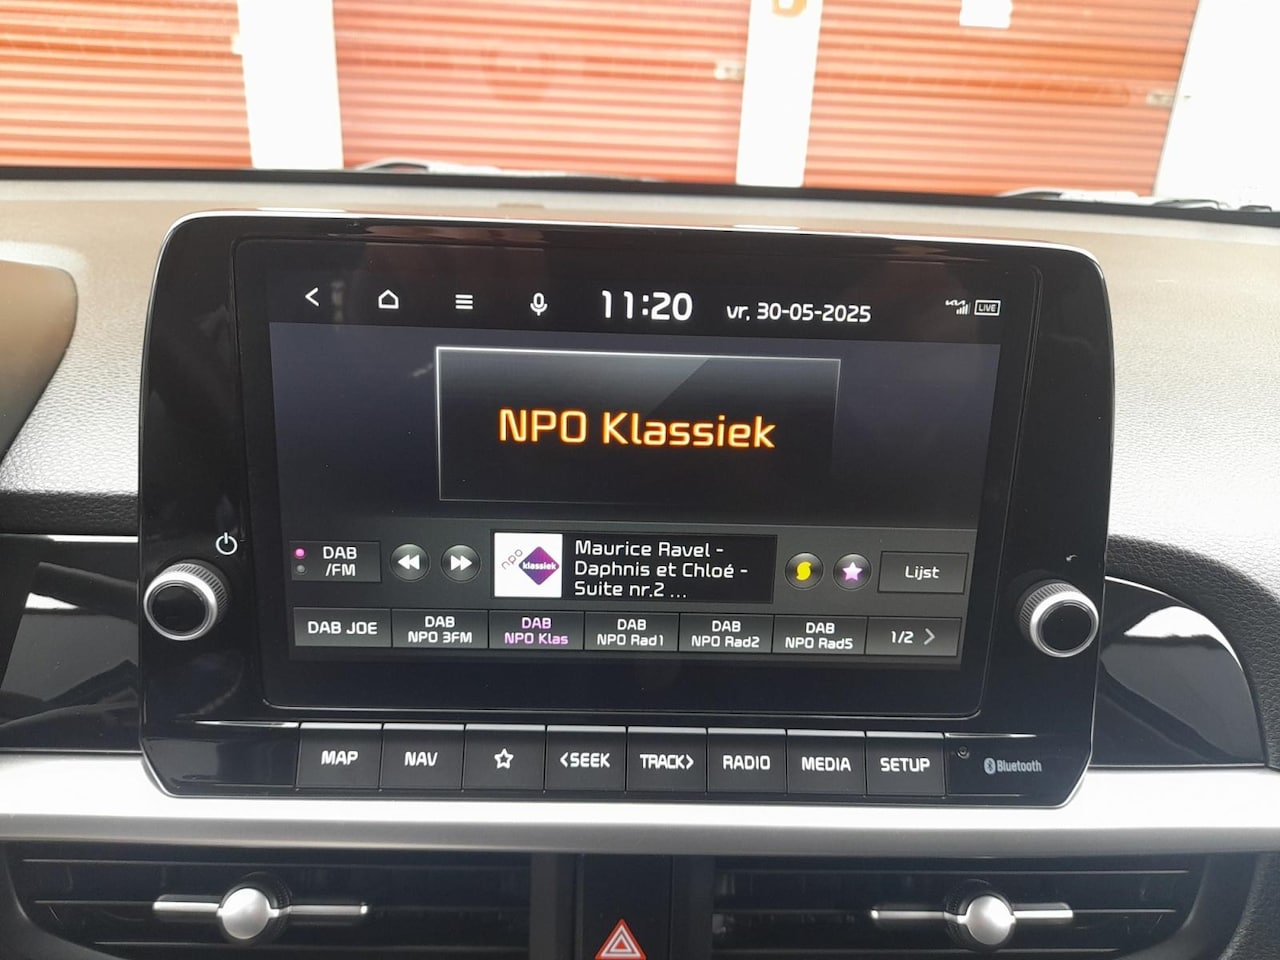 11:20 vr. 30-05-2025 LIVE
NPO Klassiek
DAB
/FM
npo
klassiek
Maurice Ravel -
Daphnis et Chloé -
Suite nr.2 ...
Lijst
DAB JOE
DAB
NPO 3FM
DAB
NPO Klas
DAB
NPO Rad1
DAB
NPO Rad2
DAB
NPO Rad5
1/2 >
MAP NAV <SEEK TRACK> RADIO MEDIA SETUP Bluetooth